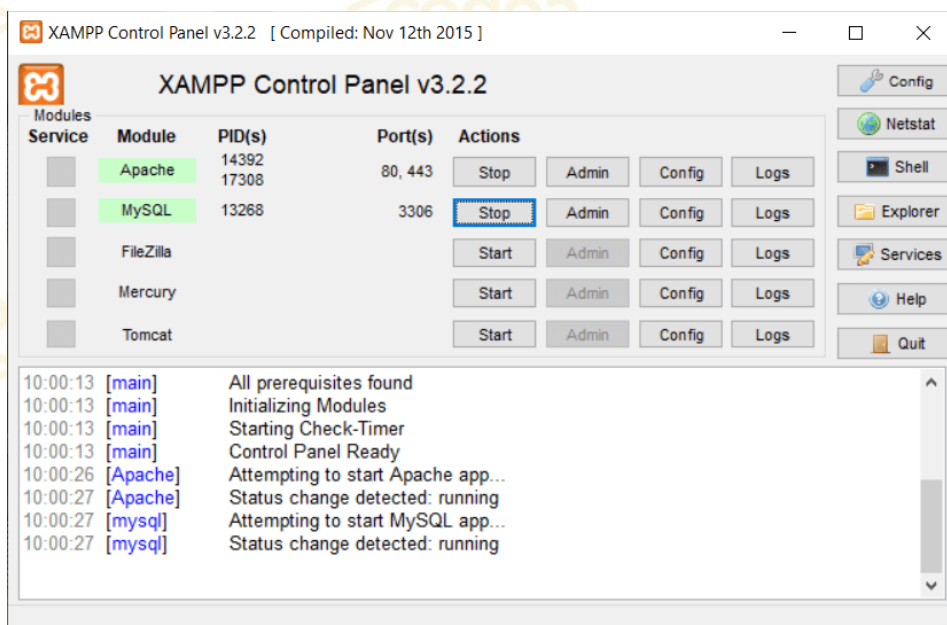 XAMPP Control Panel v3.2.2 [ Compiled: Nov 12th 2015 ]
XAMPP Control Panel v3.2.2
Config
Modules
Service Module PID(s) Port(s) Actions
Netstat
Apache 14392 17308 80, 443 Stop Admin Config Logs
Shell
MySQL 13268 3306 Stop Admin Config Logs
Explorer
FileZilla Start Admin Config Logs
Services
Mercury Start Admin Config Logs
Help
Tomcat Start Admin Config Logs
Quit
10:00:13 [main] All prerequisites found
10:00:13 [main] Initializing Modules
10:00:13 [main] Starting Check-Timer
10:00:13 [main] Control Panel Ready
10:00:26 [Apache] Attempting to start Apache app...
10:00:27 [Apache] Status change detected: running
10:00:27 [mysql] Attempting to start MySQL app...
10:00:27 [mysql] Status change detected: running